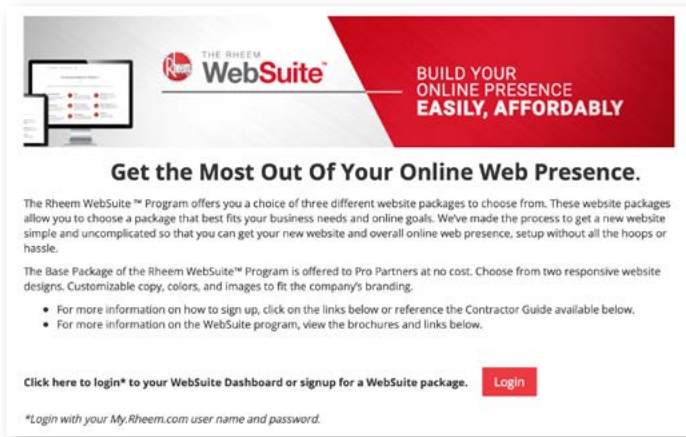 Rheem
THE RHEEM
WebSuite™
BUILD YOUR
ONLINE PRESENCE
EASILY, AFFORDABLY
Get the Most Out Of Your Online Web Presence.
The Rheem WebSuite ™ Program offers you a choice of three different website packages to choose from. These website packages
allow you to choose a package that best fits your business needs and online goals. We've made the process to get a new website
simple and uncomplicated so that you can get your new website and overall online web presence, setup without all the hoops or
hassle.
The Base Package of the Rheem WebSuite™ Program is offered to Pro Partners at no cost. Choose from two responsive website
designs. Customizable copy, colors, and images to fit the company's branding.
• For more information on how to sign up, click on the links below or reference the Contractor Guide available below.
• For more information on the WebSuite program, view the brochures and links below.
Click here to login* to your WebSuite Dashboard or signup for a WebSuite package. Login
*Login with your My.Rheem.com user name and password.